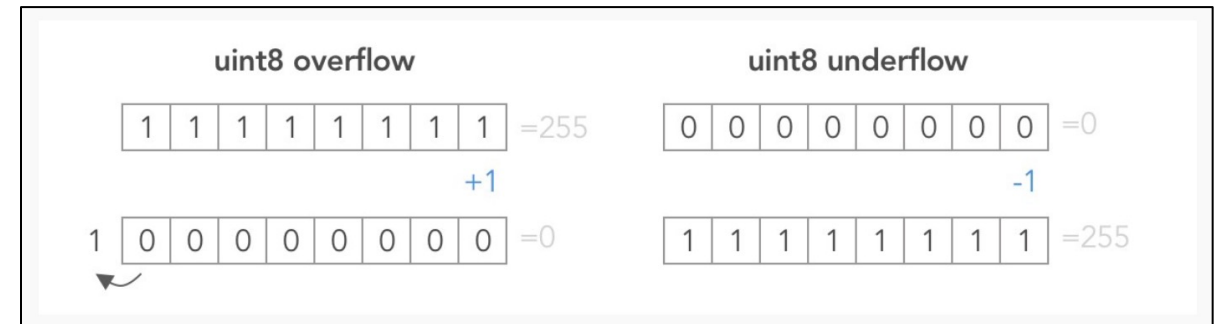 uint8 overflow
1 1 1 1 1 1 1 1 =255
+1
1 0 0 0 0 0 0 0 0 =0
uint8 underflow
0 0 0 0 0 0 0 0 =0
-1
1 1 1 1 1 1 1 1 =255